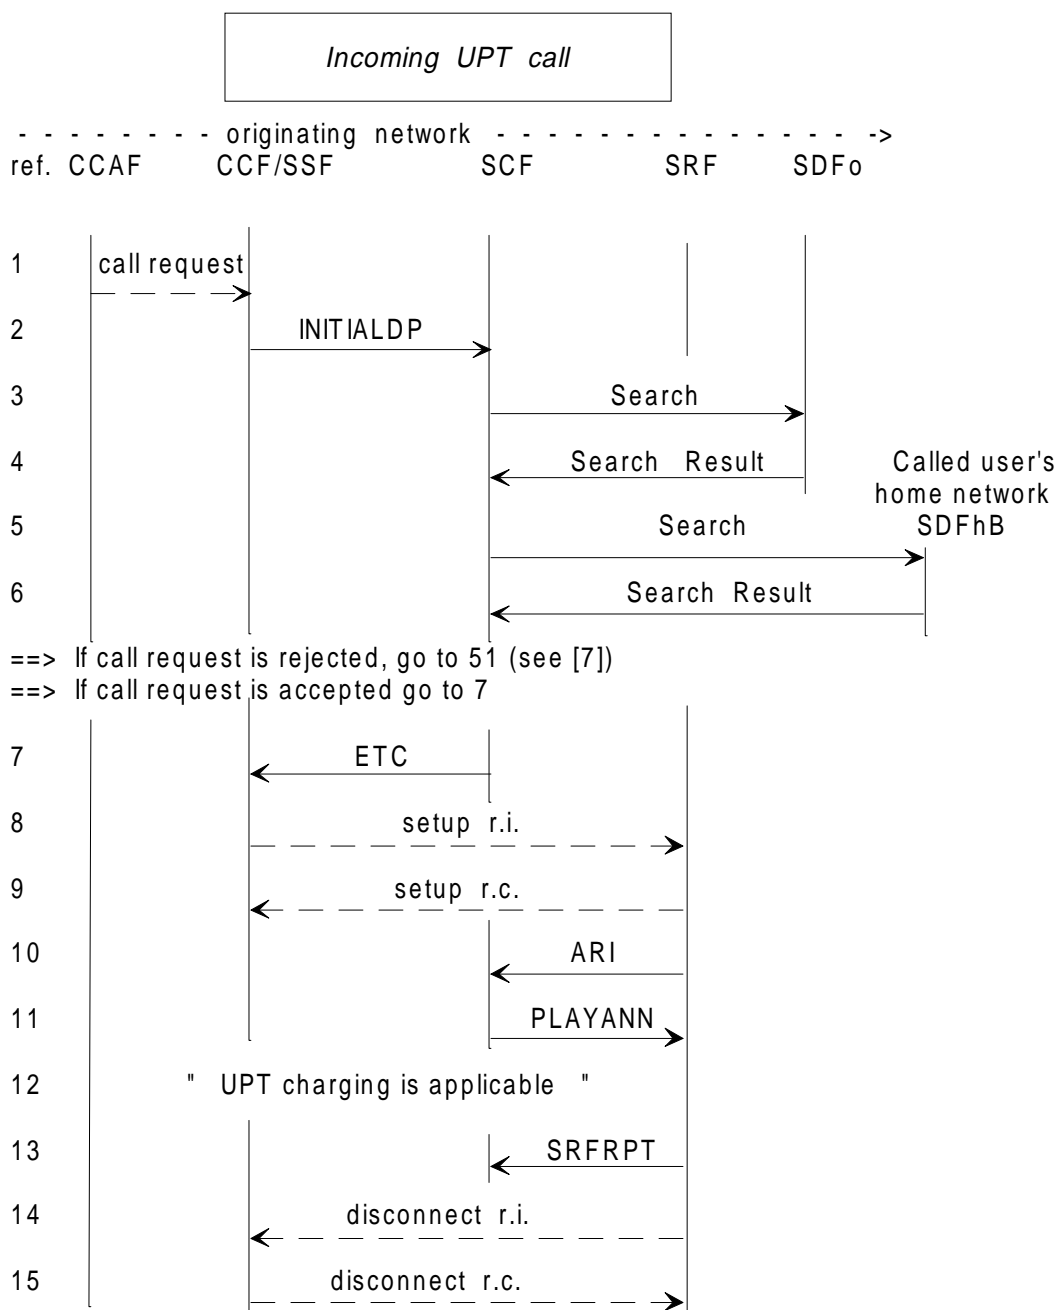 Incoming UPT call
- - - - - - - - originating network - - - - - - - - - - - - - - - ->
ref. CCAF CCF/SSF SCF SRF SDFo
1 call request
2 INITIALDP
3 Search
4 Search Result Called user's
home network
5 Search SDFhB
6 Search Result
==> If call request is rejected, go to 51 (see [7])
==> If call request is accepted go to 7
7 ETC
8 setup r.i.
9 setup r.c.
10 ARI
11 PLAYANN
12 " UPT charging is applicable "
13 SRFRPT
14 disconnect r.i.
15 disconnect r.c.